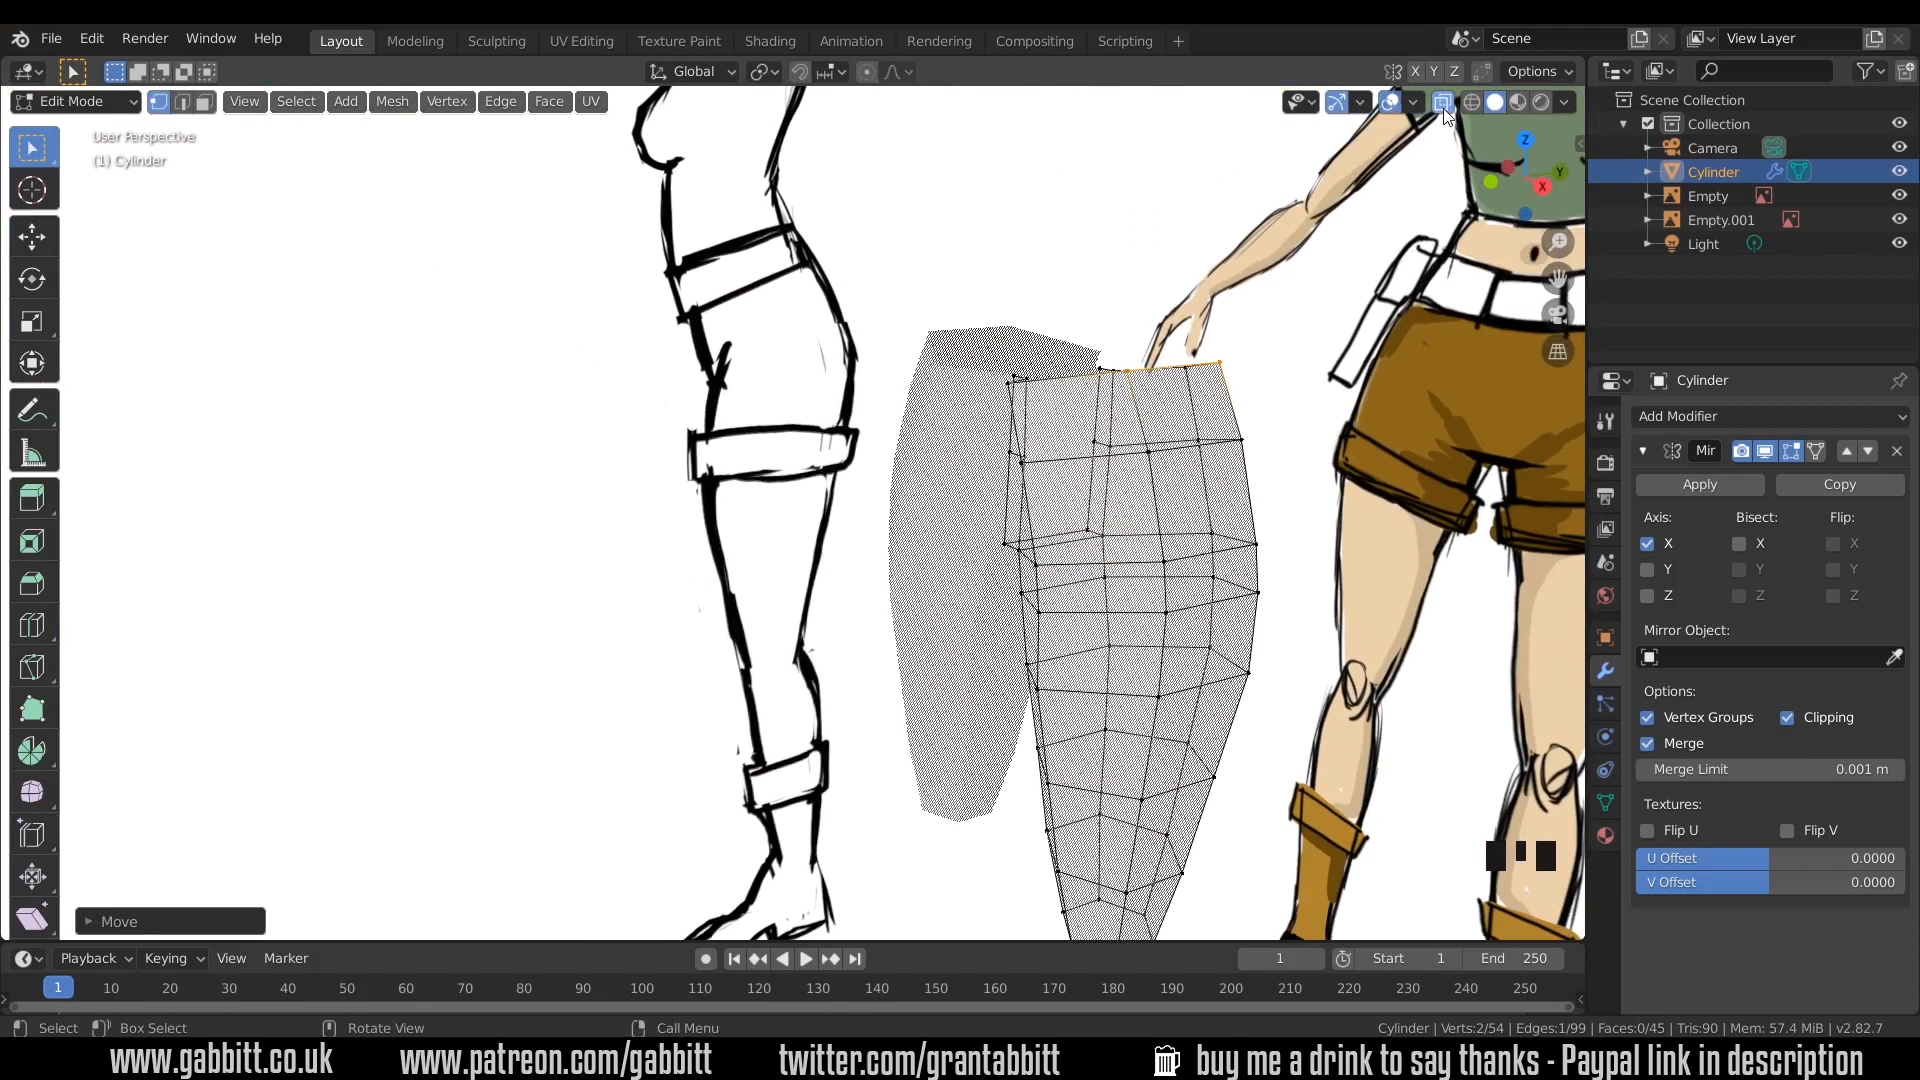 File Edit Render Window Help Layout Modeling Sculpting UV Editing Texture Paint Shading Animation Rendering Compositing Scripting + Scene View Layer
Global X Y Z Options
Edit Mode View Select Add Mesh Vertex Edge Face UV
User Perspective
(1) Cylinder
Z
Y
X
Scene Collection
Collection
Camera
Cylinder
Empty
Empty.001
Light
Cylinder
Add Modifier
Mir
Apply Copy
Axis: Bisect: Flip:
X X X
Y Y Y
Z Z Z
Mirror Object:
Options:
Vertex Groups Clipping
Merge
Merge Limit 0.001 m
Textures:
Flip U Flip V
U Offset 0.0000
V Offset 0.0000
Move
Playback Keying View Marker 1 Start 1 End 250
1 10 20 30 40 50 60 70 80 90 100 110 120 130 140 150 160 170 180 190 200 210 220 230 240 250
Select Box Select Rotate View Call Menu Cylinder | Verts:2/54 | Edges:1/99 | Faces:0/45 | Tris:90 | Mem: 57.4 MiB | v2.82.7
www.gabbitt.co.uk www.patreon.com/gabbitt twitter.com/grantabbitt buy me a drink to say thanks - Paypal link in description